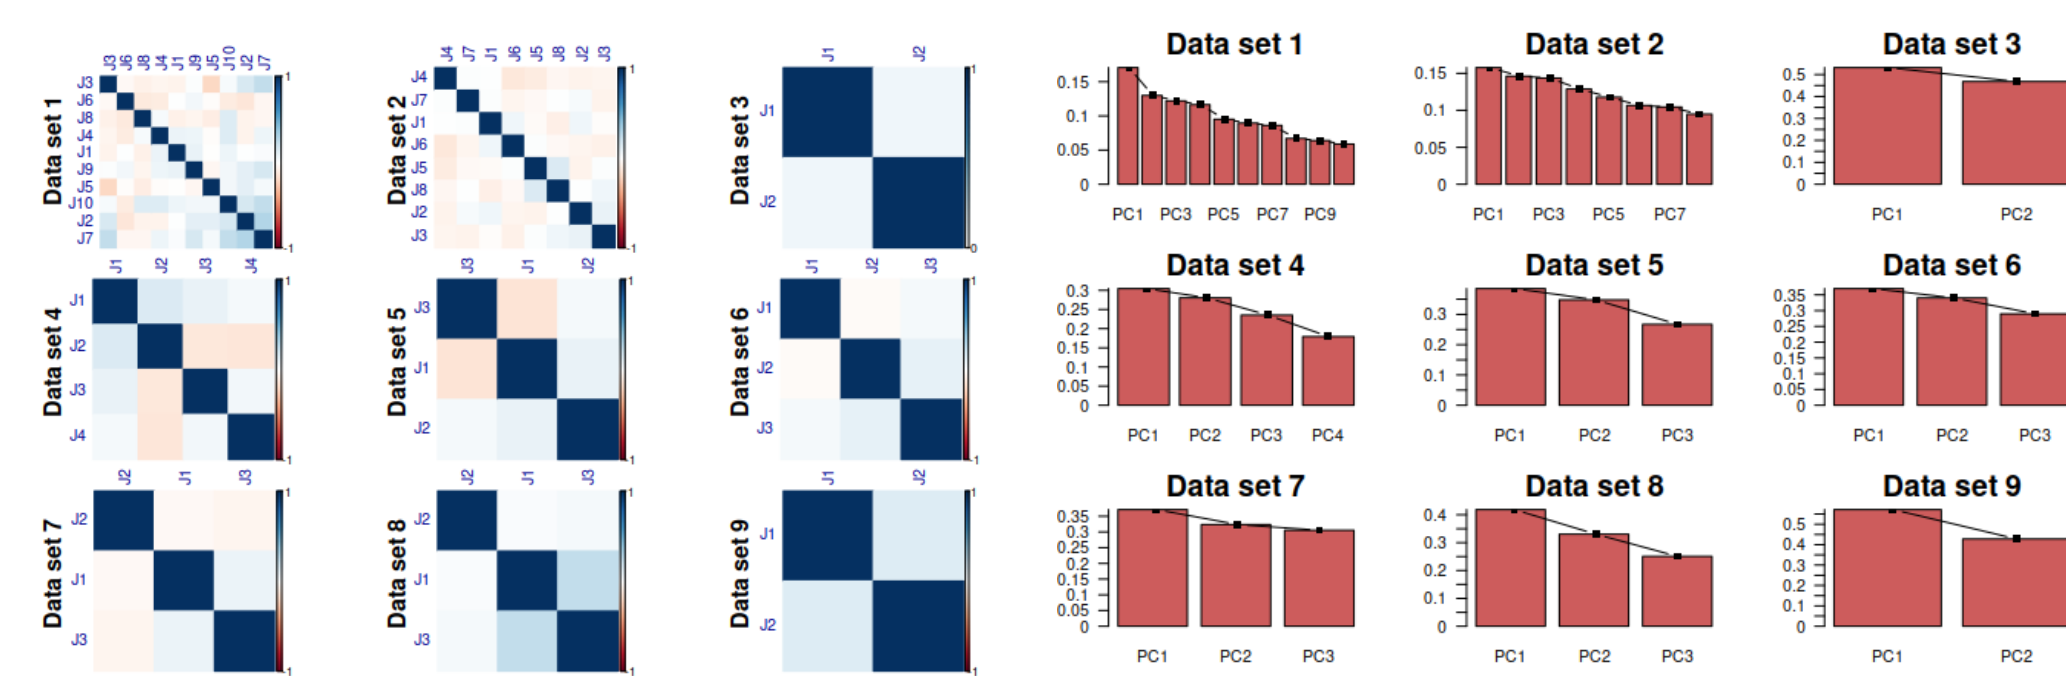 J3 J6 J8 J4 J1 J9 J5 J10 J2 J7
Data set 1
J3
J6
J8
J4
J1
J9
J5
J10
J2
J7
1
-1
J4 J7 J1 J6 J5 J8 J2 J3
Data set 2
J4
J7
J1
J6
J5
J8
J2
J3
1
-1
J1 J2
Data set 3
J1
J2
1
0
J1 J2 J3 J4
Data set 4
J1
J2
J3
J4
1
-1
J3 J1 J2
Data set 5
J3
J1
J2
1
-1
J1 J2 J3
Data set 6
J1
J2
J3
1
-1
J2 J1 J3
Data set 7
J2
J1
J3
1
-1
J2 J1 J3
Data set 8
J2
J1
J3
1
-1
J1 J2
Data set 9
J1
J2
1
-1
Data set 1
0.15
0.1
0.05
0
PC1 PC3 PC5 PC7 PC9
Data set 2
0.15
0.1
0.05
0
PC1 PC3 PC5 PC7
Data set 3
0.5
0.4
0.3
0.2
0.1
0
PC1 PC2
Data set 4
0.3
0.25
0.2
0.15
0.1
0.05
0
PC1 PC2 PC3 PC4
Data set 5
0.3
0.2
0.1
0
PC1 PC2 PC3
Data set 6
0.35
0.3
0.25
0.2
0.15
0.1
0.05
0
PC1 PC2 PC3
Data set 7
0.35
0.3
0.25
0.2
0.15
0.1
0.05
0
PC1 PC2 PC3
Data set 8
0.4
0.3
0.2
0.1
0
PC1 PC2 PC3
Data set 9
0.5
0.4
0.3
0.2
0.1
0
PC1 PC2